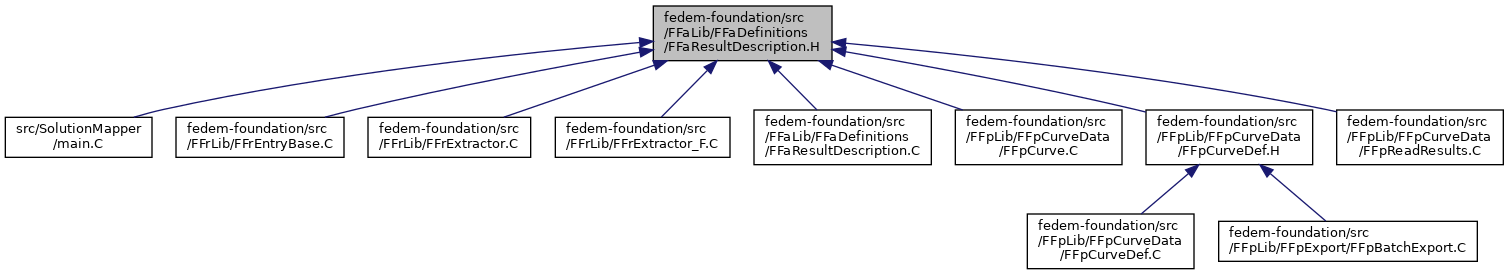 fedem-foundation/src
/FFaLib/FFaDefinitions
/FFaResultDescription.H
src/SolutionMapper
/main.C
fedem-foundation/src
/FFrLib/FFrEntryBase.C
fedem-foundation/src
/FFrLib/FFrExtractor.C
fedem-foundation/src
/FFrLib/FFrExtractor_F.C
fedem-foundation/src
/FFaLib/FFaDefinitions
/FFaResultDescription.C
fedem-foundation/src
/FFpLib/FFpCurveData
/FFpCurve.C
fedem-foundation/src
/FFpLib/FFpCurveData
/FFpCurveDef.H
fedem-foundation/src
/FFpLib/FFpCurveData
/FFpReadResults.C
fedem-foundation/src
/FFpLib/FFpCurveData
/FFpCurveDef.C
fedem-foundation/src
/FFpLib/FFpExport/FFpBatchExport.C